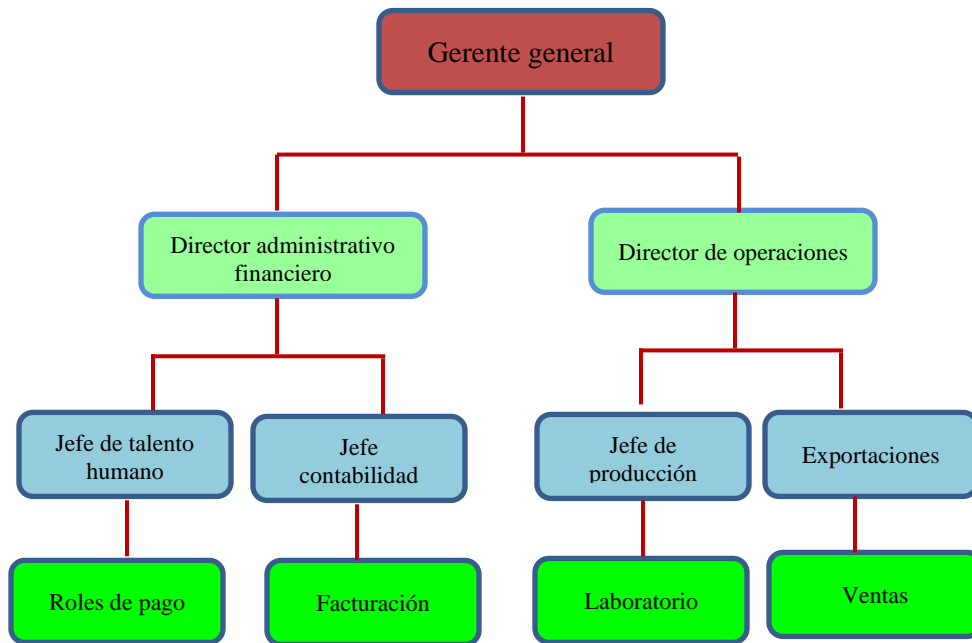 Gerente general
Director administrativo
financiero
Director de operaciones
Jefe de talento
humano
Jefe
contabilidad
Jefe de
producción
Exportaciones
Roles de pago
Facturación
Laboratorio
Ventas